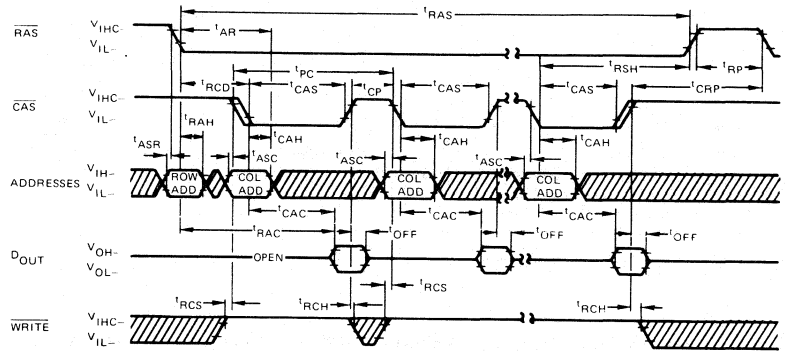 tRAS
RAS VIHC–
VIL–
tAR
tRSH
tRP
tPC
tRCD tCAS tCP tCAS tCAS tCRP
CAS VIHC–
VIL–
tRAH tCAH tCAH tCAH
tASR tASC tASC tASC
ADDRESSES VIH–
VIL–
ROW ADD
COL ADD
COL ADD
COL ADD
tCAC tCAC tCAC
tRAC tOFF tOFF tOFF
DOUT VOH–
VOL–
OPEN
tRCS
tRCS tRCH tRCH
WRITE VIHC–
VIL–